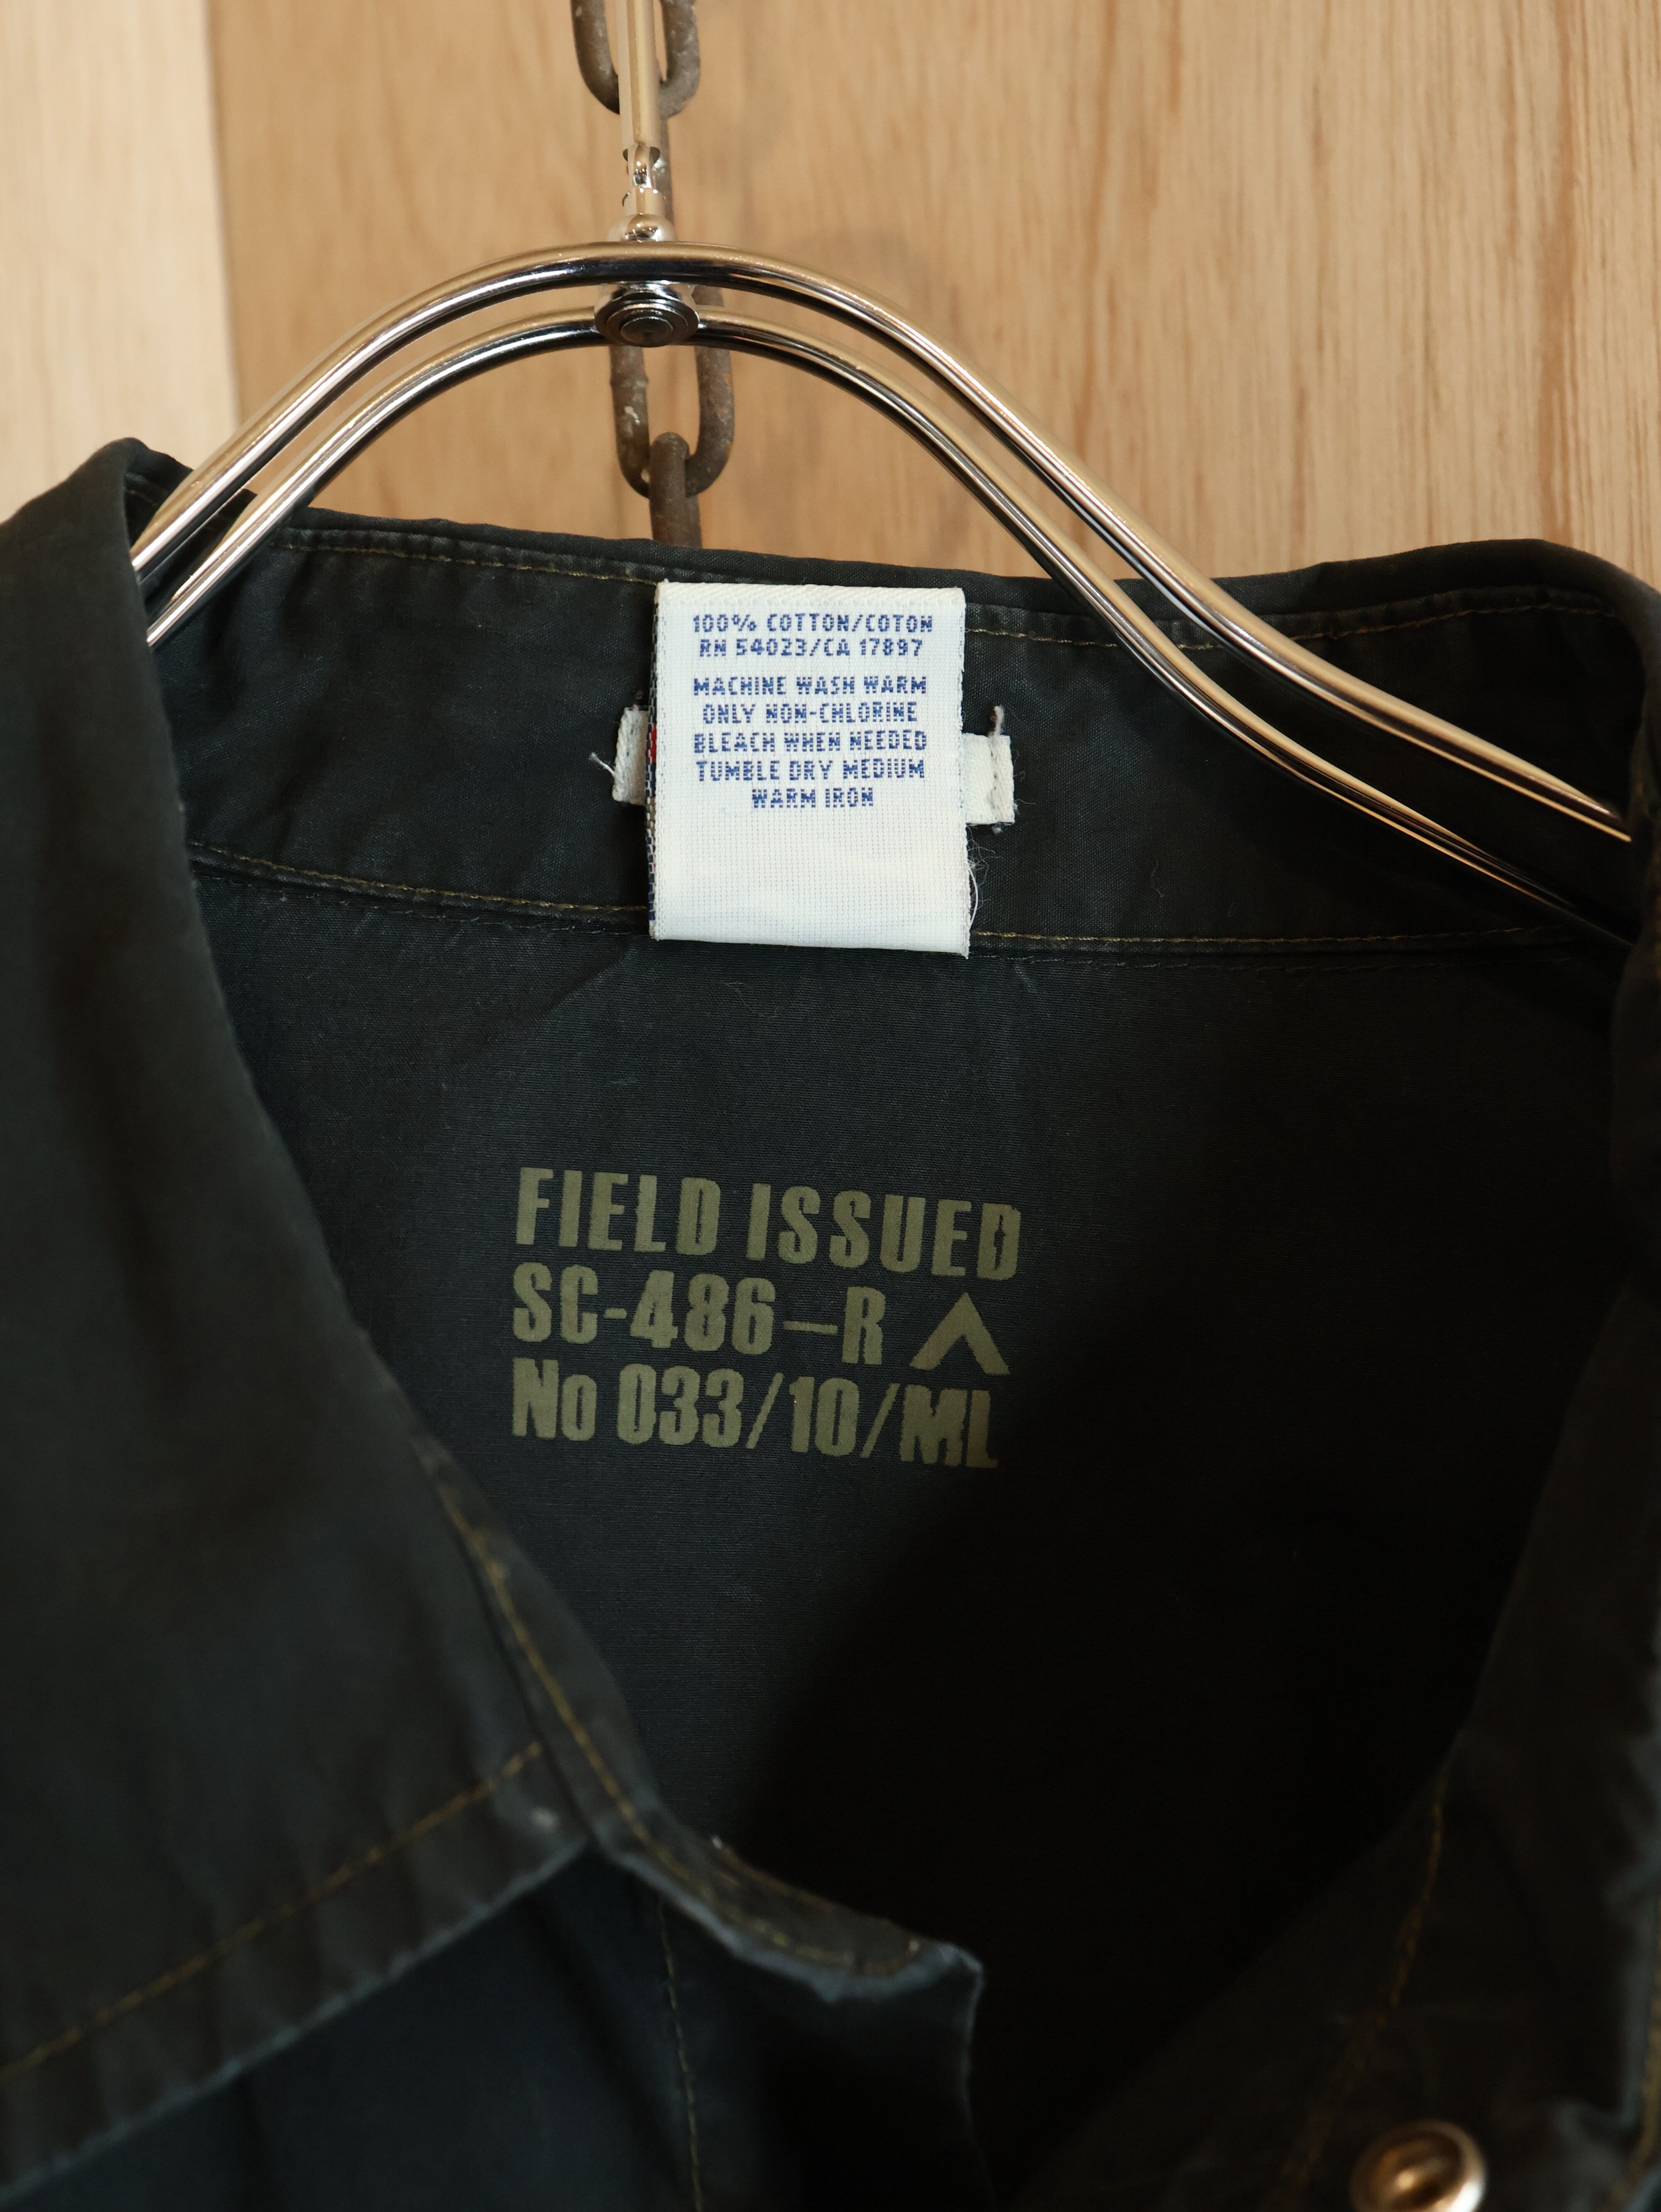 100% COTTON/COTON
RN 54023/CA 17897
MACHINE WASH WARM
ONLY NON-CHLORINE
BLEACH WHEN NEEDED
TUMBLE DRY MEDIUM
WARM IRON
FIELD ISSUED
SC-486—R
No 033/10/ML